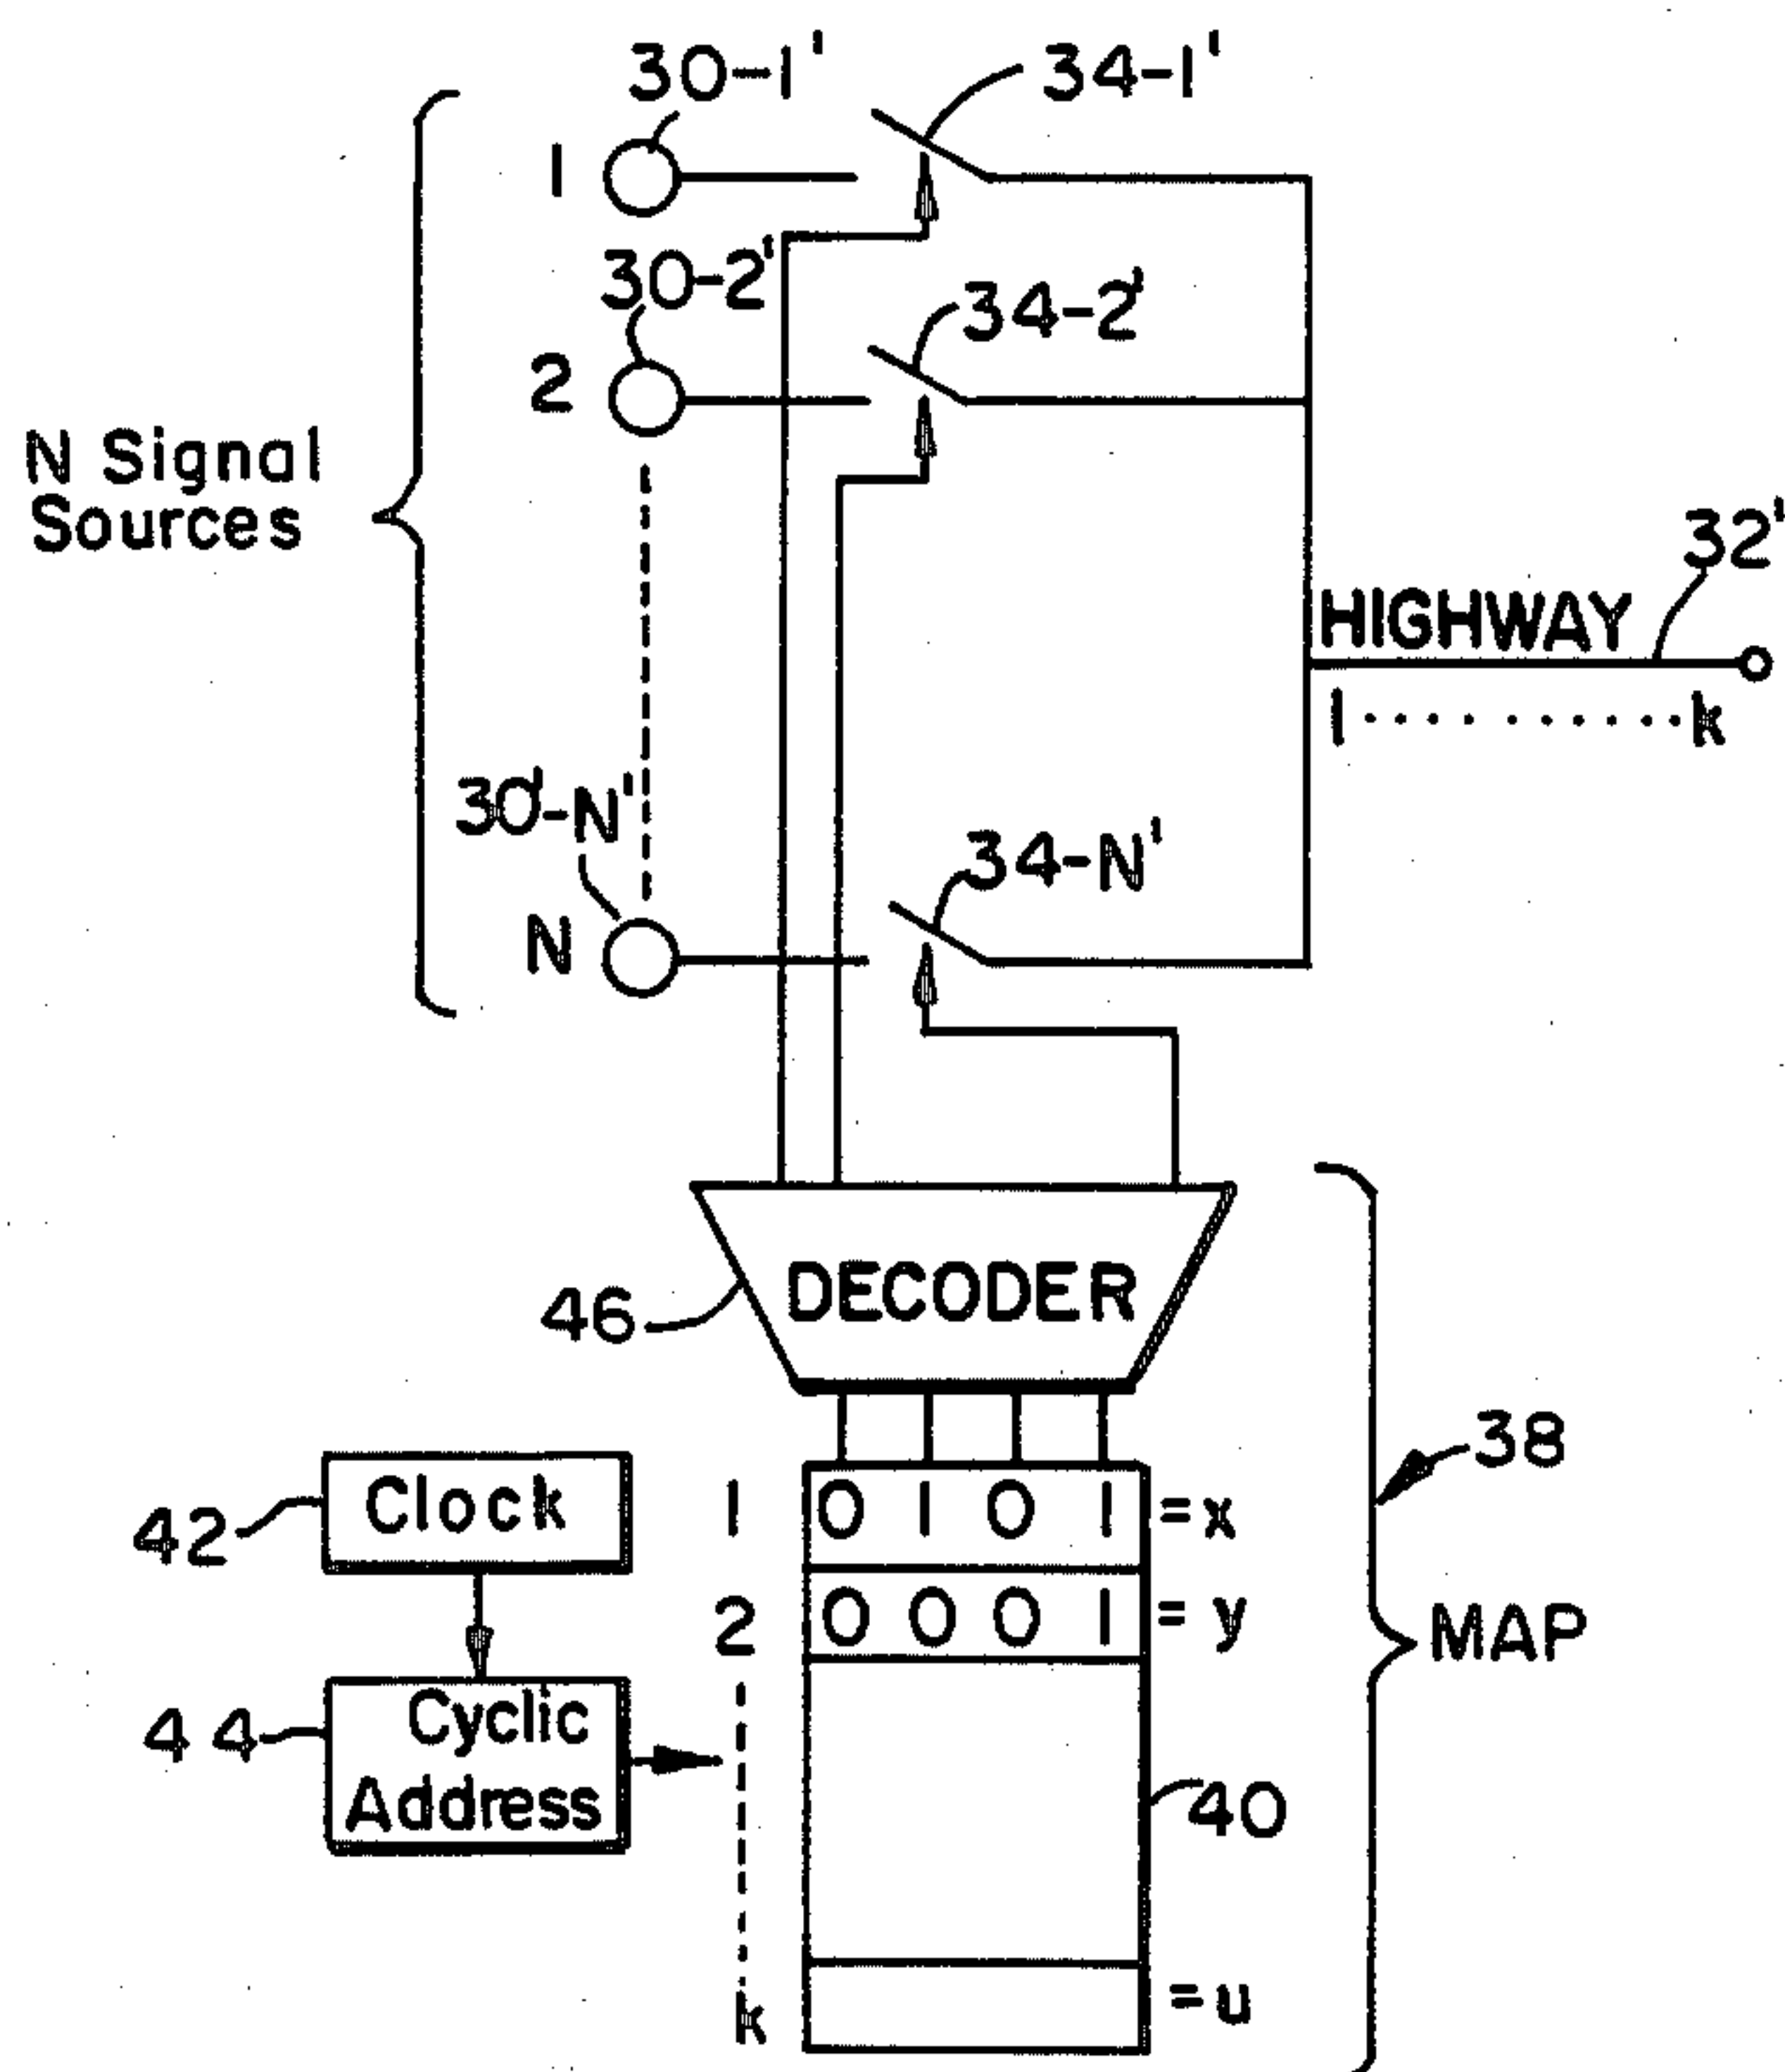 30-1'
34-1'
1
30-2'
34-2'
2
N Signal
Sources
32'
HIGHWAY
1..........k
30'-N'
34-N'
N
DECODER
46
38
Clock
42
1 0 1 0 1 =x
2 0 0 0 1 =y
MAP
Cyclic
Address
44
40
k =u